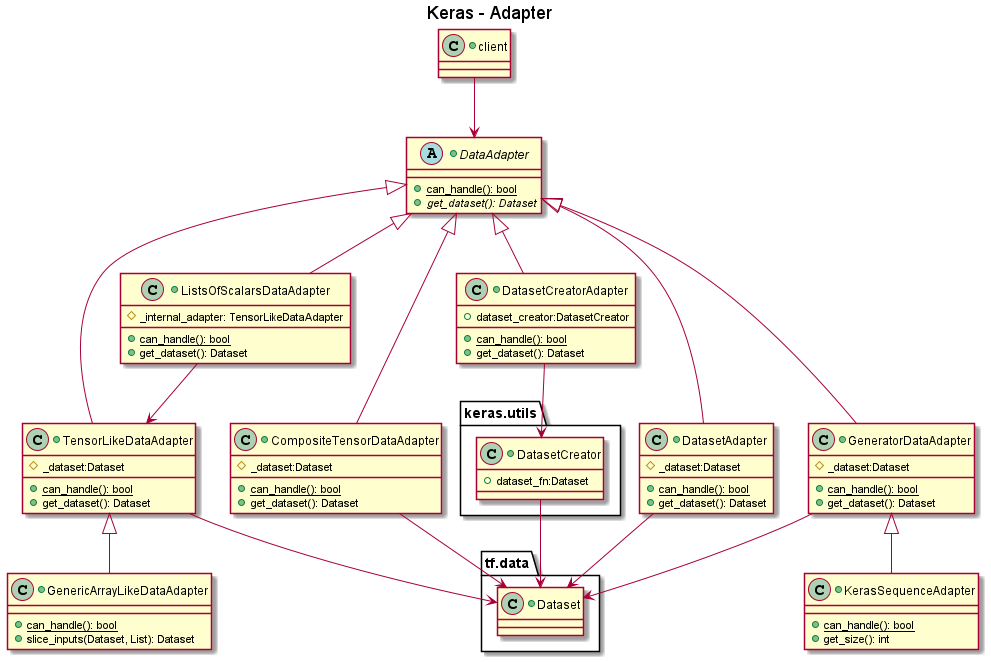 Keras - Adapter
C client
A DataAdapter
can_handle(): bool
get_dataset(): Dataset
C ListsOfScalarsDataAdapter
_internal_adapter: TensorLikeDataAdapter
can_handle(): bool
get_dataset(): Dataset
C DatasetCreatorAdapter
dataset_creator:DatasetCreator
can_handle(): bool
get_dataset(): Dataset
C TensorLikeDataAdapter
_dataset:Dataset
can_handle(): bool
get_dataset(): Dataset
C CompositeTensorDataAdapter
_dataset:Dataset
can_handle(): bool
get_dataset(): Dataset
keras.utils
C DatasetCreator
dataset_fn:Dataset
C DatasetAdapter
_dataset:Dataset
can_handle(): bool
get_dataset(): Dataset
C GeneratorDataAdapter
_dataset:Dataset
can_handle(): bool
get_dataset(): Dataset
C GenericArrayLikeDataAdapter
can_handle(): bool
slice_inputs(Dataset, List): Dataset
tf.data
C Dataset
C KerasSequenceAdapter
can_handle(): bool
get_size(): int